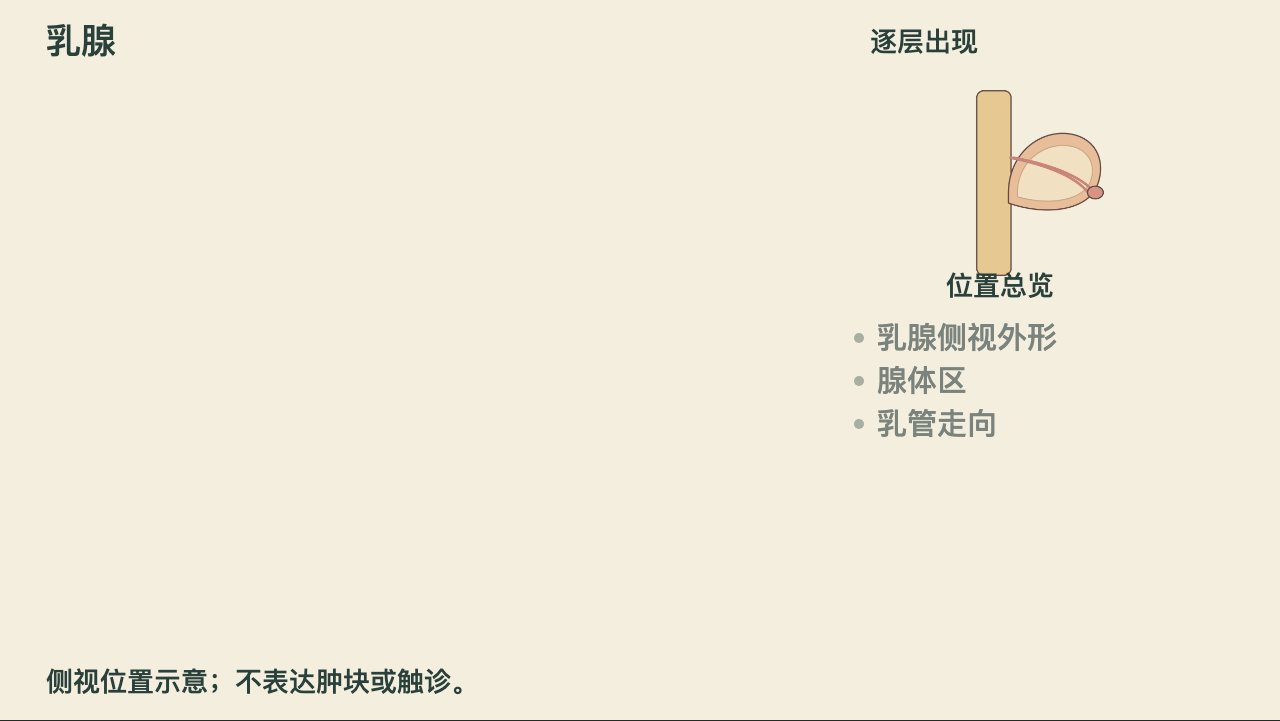 乳腺
逐层出现
位置总览
乳腺侧视外形
腺体区
乳管走向
侧视位置示意；不表达肿块或触诊。